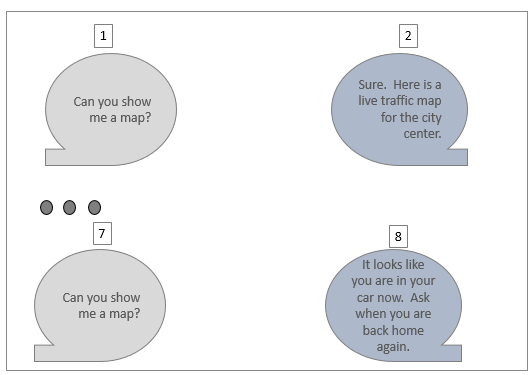 1
Can you show
me a map?
2
Sure. Here is a
live traffic map
for the city
center.
7
Can you show
me a map?
8
It looks like
you are in your
car now. Ask
when you are
back home
again.